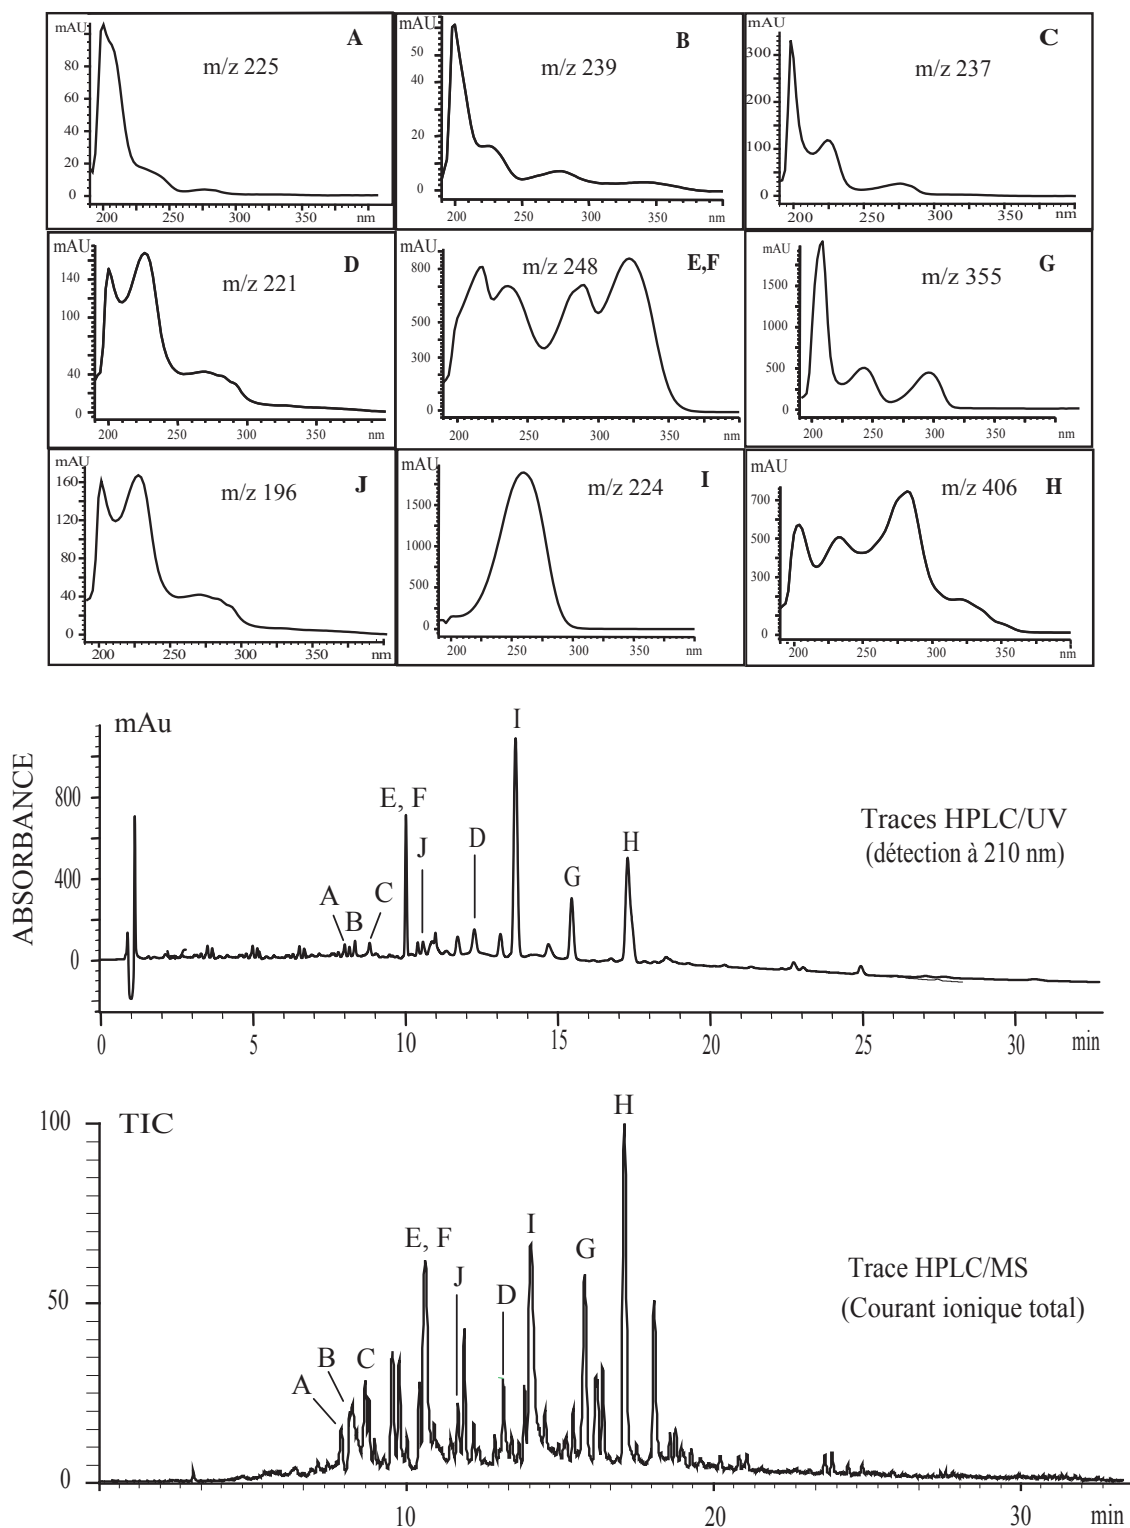 mAU A m/z 225
80
60
40
20
0
200 250 300 350 nm
mAU B m/z 239
50
40
20
0
200 250 300 350 nm
mAU C m/z 237
300
200
100
0
200 250 300 350 nm
mAU D m/z 221
140
100
40
0
200 250 300 350 nm
mAU m/z 248 E,F
800
500
300
0
200 250 300 350 nm
mAU m/z 355 G
1500
1000
500
0
200 250 300 350 nm
mAU m/z 196 J
160
120
80
40
0
200 250 300 350 nm
mAU m/z 224 I
1500
1000
500
0
200 250 300 350 nm
mAU m/z 406 H
700
500
300
0
200 250 300 350 nm
mAu
ABSORBANCE
I
E, F
J
D
H
G
A
B
C
Traces HPLC/UV
(détection à 210 nm)
800
400
0
0 5 10 15 20 25 30 min
100 TIC
H
I
E, F
G
J
D
B
C
A
Trace HPLC/MS
(Courant ionique total)
50
0
10 20 30 min